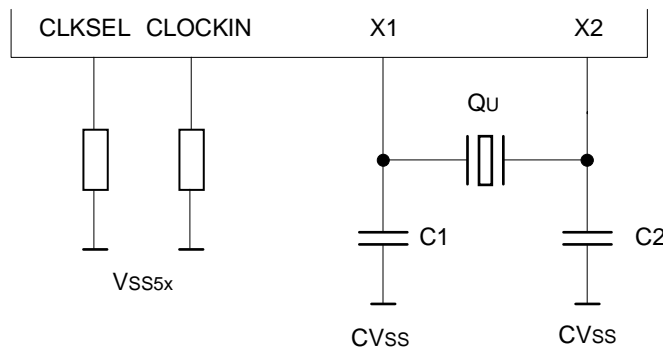 CLKSEL CLOCKIN X1 X2
QU
C1 C2
VSS5x
CVSS CVSS